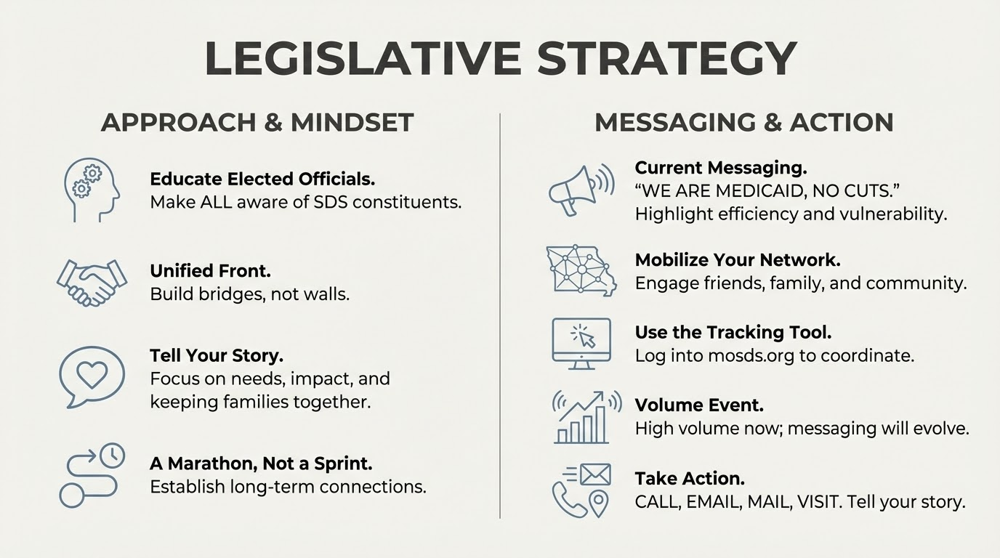 LEGISLATIVE STRATEGY
APPROACH & MINDSET
Educate Elected Officials.
Make ALL aware of SDS constituents.
Unified Front.
Build bridges, not walls.
Tell Your Story.
Focus on needs, impact, and
keeping families together.
A Marathon, Not a Sprint.
Establish long-term connections.
MESSAGING & ACTION
Current Messaging.
“WE ARE MEDICAID, NO CUTS.”
Highlight efficiency and vulnerability.
Mobilize Your Network.
Engage friends, family, and community.
Use the Tracking Tool.
Log into mosds.org to coordinate.
Volume Event.
High volume now; messaging will evolve.
Take Action.
CALL, EMAIL, MAIL, VISIT. Tell your story.